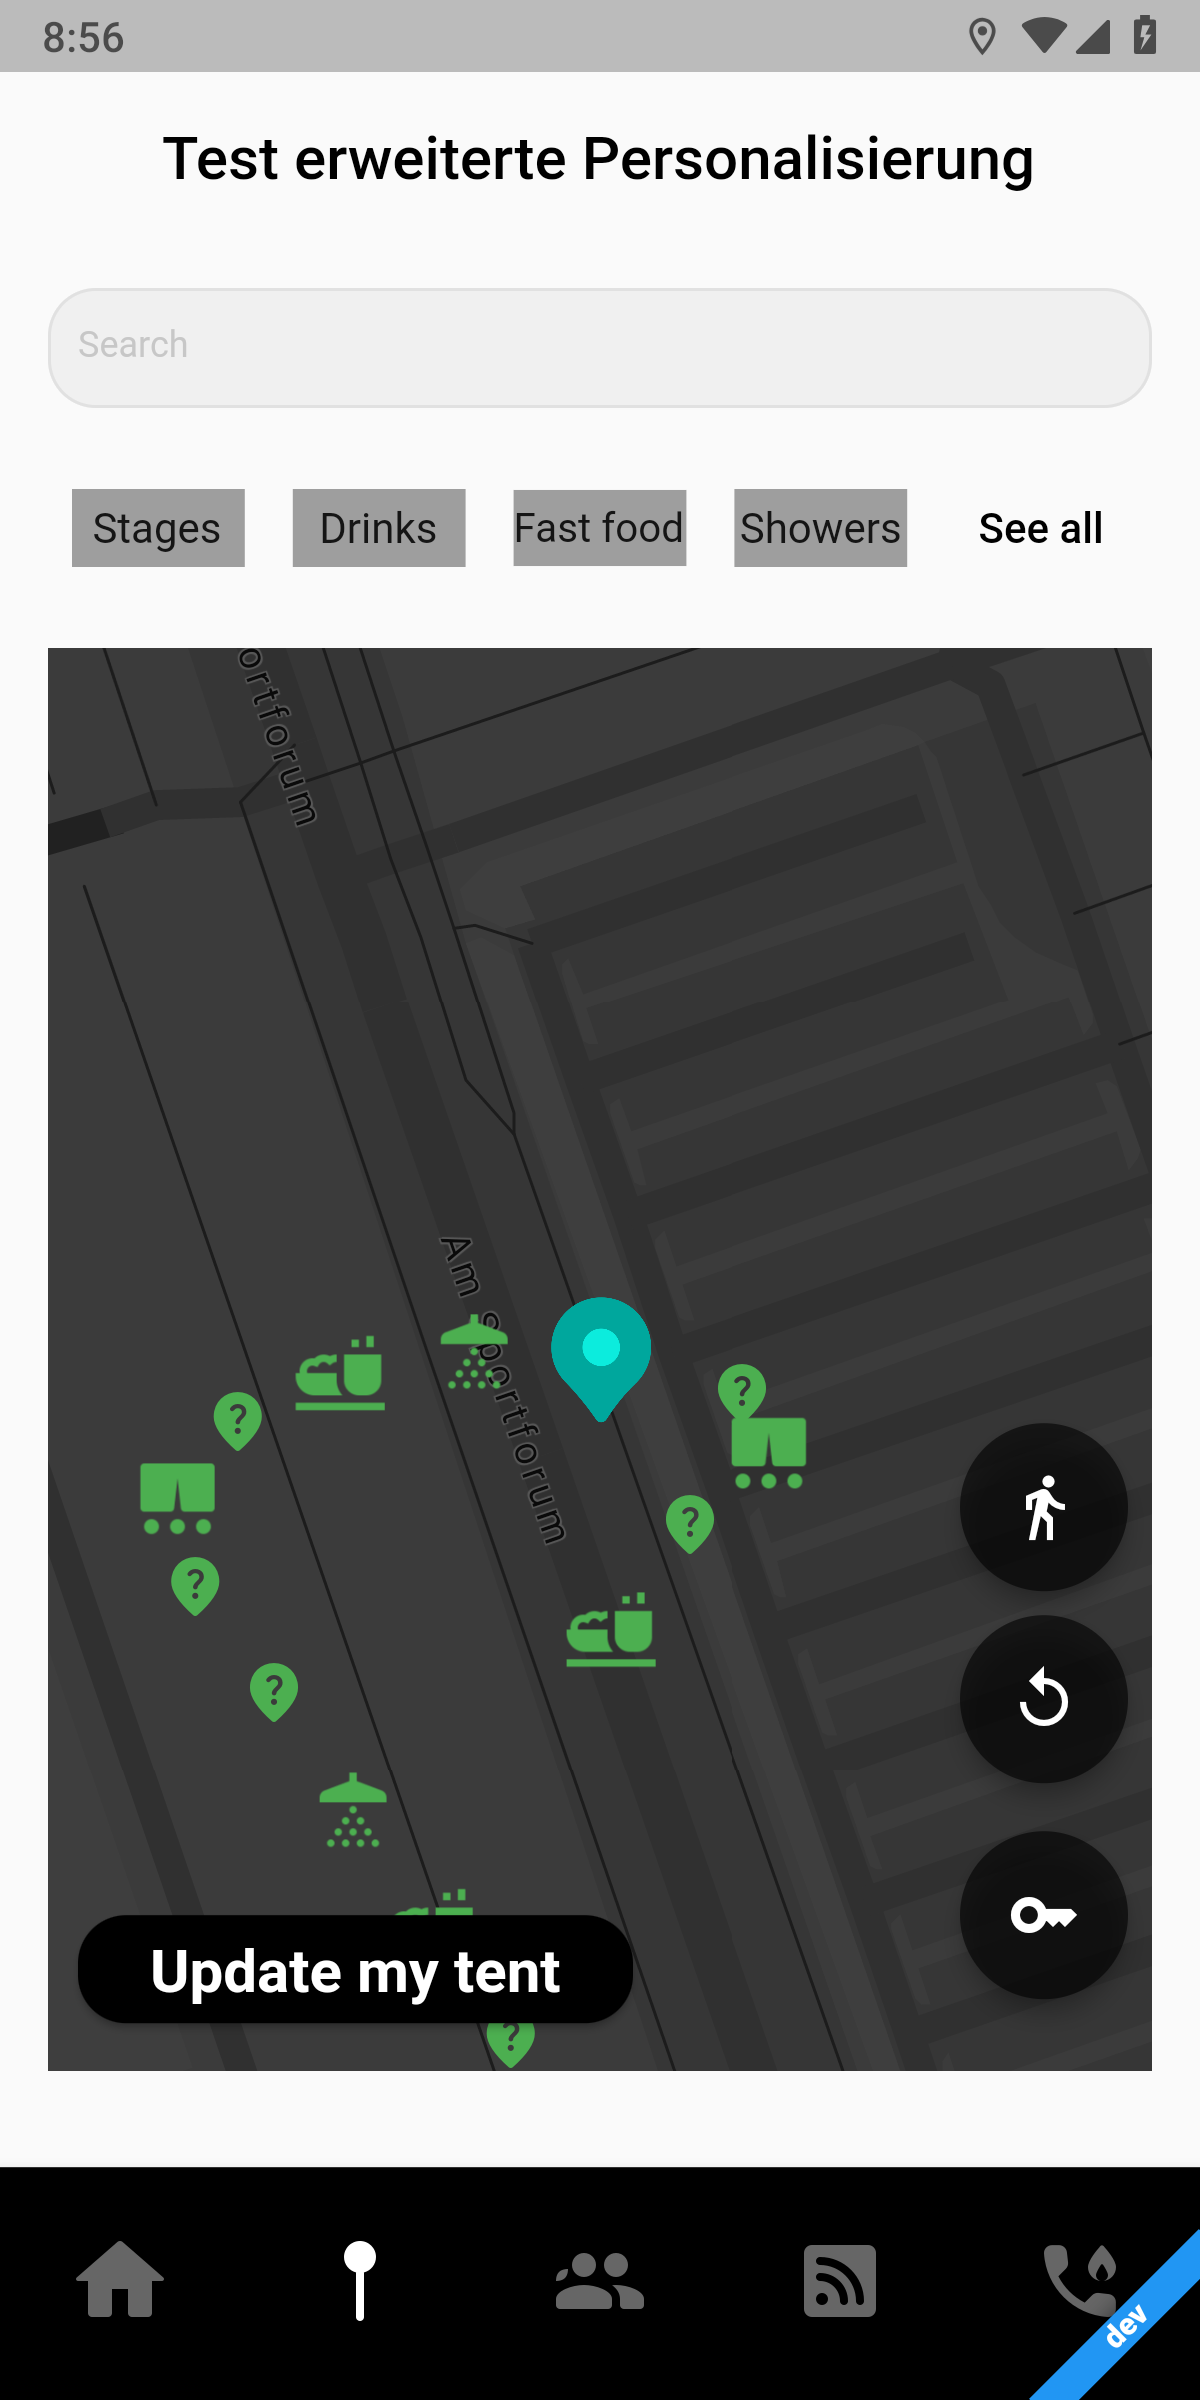 8:56
Test erweiterte Personalisierung
Search
Stages
Drinks
Fast food
Showers
See all
ortforum
Am Sportforum
?
?
?
?
?
?
Update my tent
?
dev